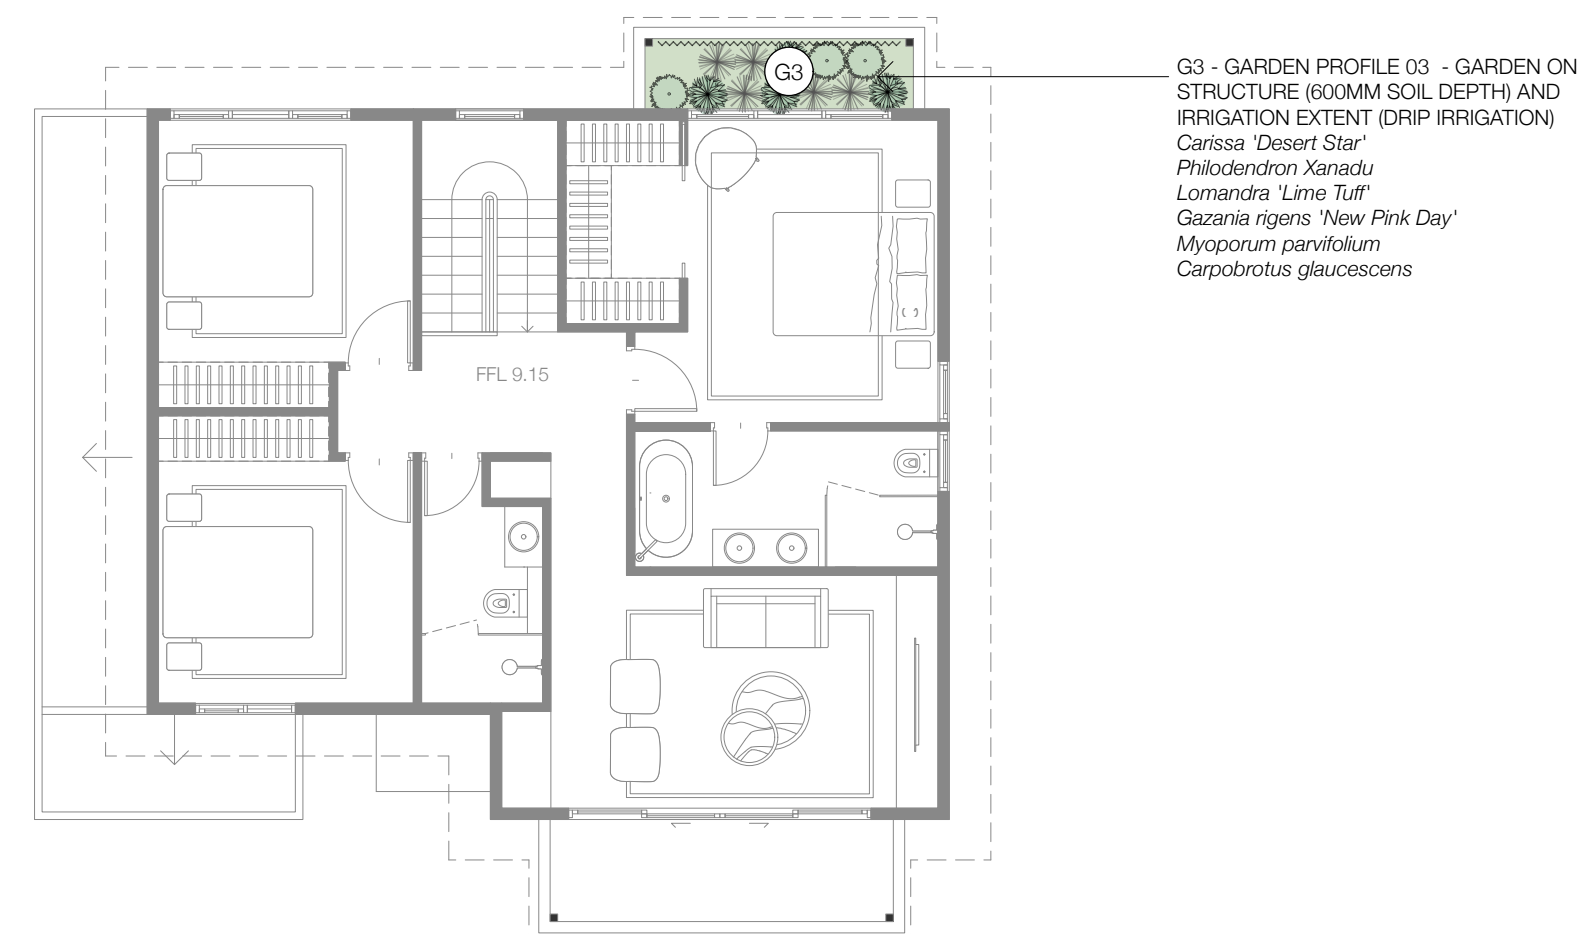 G3
G3 - GARDEN PROFILE 03 - GARDEN ON
STRUCTURE (600MM SOIL DEPTH) AND
IRRIGATION EXTENT (DRIP IRRIGATION)
Carissa 'Desert Star'
Philodendron Xanadu
Lomandra 'Lime Tuff'
Gazania rigens 'New Pink Day'
Myoporum parvifolium
Carpobrotus glaucescens
FFL 9.15